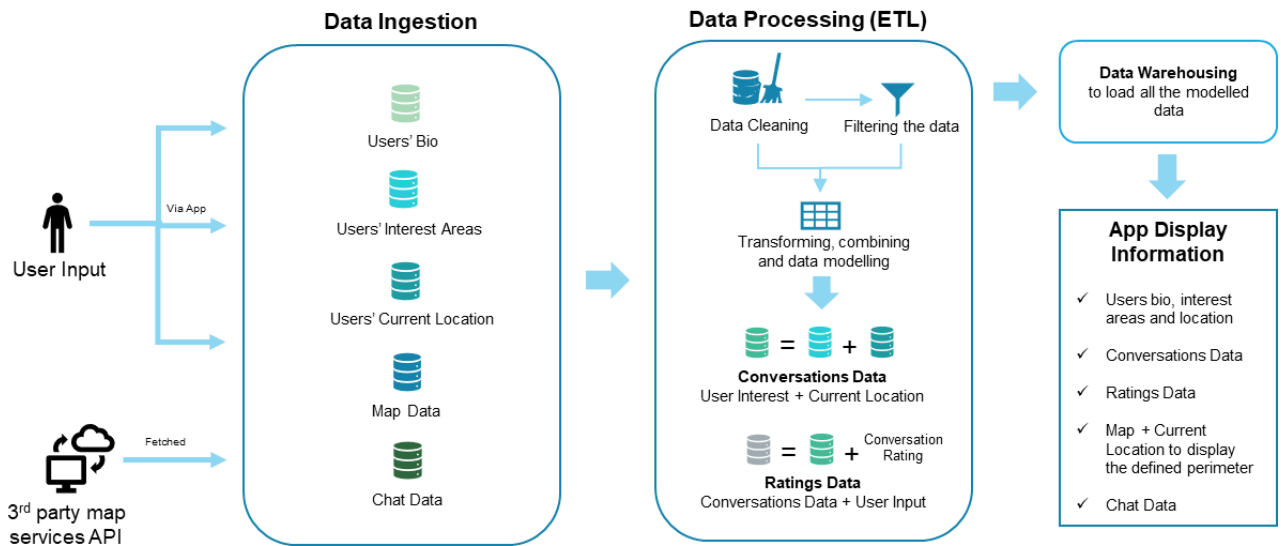 Data Ingestion
Data Processing (ETL)
User Input
Via App
3rd party map
services API
Fetched
Users' Bio
Users' Interest Areas
Users' Current Location
Map Data
Chat Data
Data Cleaning
Filtering the data
Transforming, combining
and data modelling
= +
Conversations Data
User Interest + Current Location
= + Conversation
Rating
Ratings Data
Conversations Data + User Input
Data Warehousing
to load all the modelled
data
App Display
Information
✓ Users bio, interest
areas and location
✓ Conversations Data
✓ Ratings Data
✓ Map + Current
Location to display
the defined perimeter
✓ Chat Data